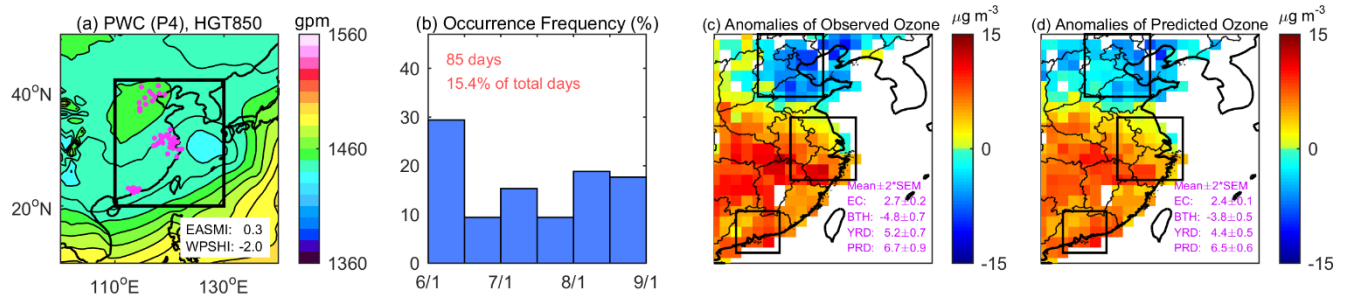 (a) PWC (P4), HGT850
gpm
1560
1460
1360
40°N
20°N
110°E
130°E
EASMI: 0.3
WPSHI: -2.0
(b) Occurrence Frequency (%)
85 days
15.4% of total days
40
30
20
10
0
6/1
7/1
8/1
9/1
(c) Anomalies of Observed Ozone
μg m⁻³
15
0
-15
Mean±2*SEM
EC: 2.7±0.2
BTH: -4.8±0.7
YRD: 5.2±0.7
PRD: 6.7±0.9
(d) Anomalies of Predicted Ozone
μg m⁻³
15
0
-15
Mean±2*SEM
EC: 2.4±0.1
BTH: -3.8±0.5
YRD: 4.4±0.5
PRD: 6.5±0.6